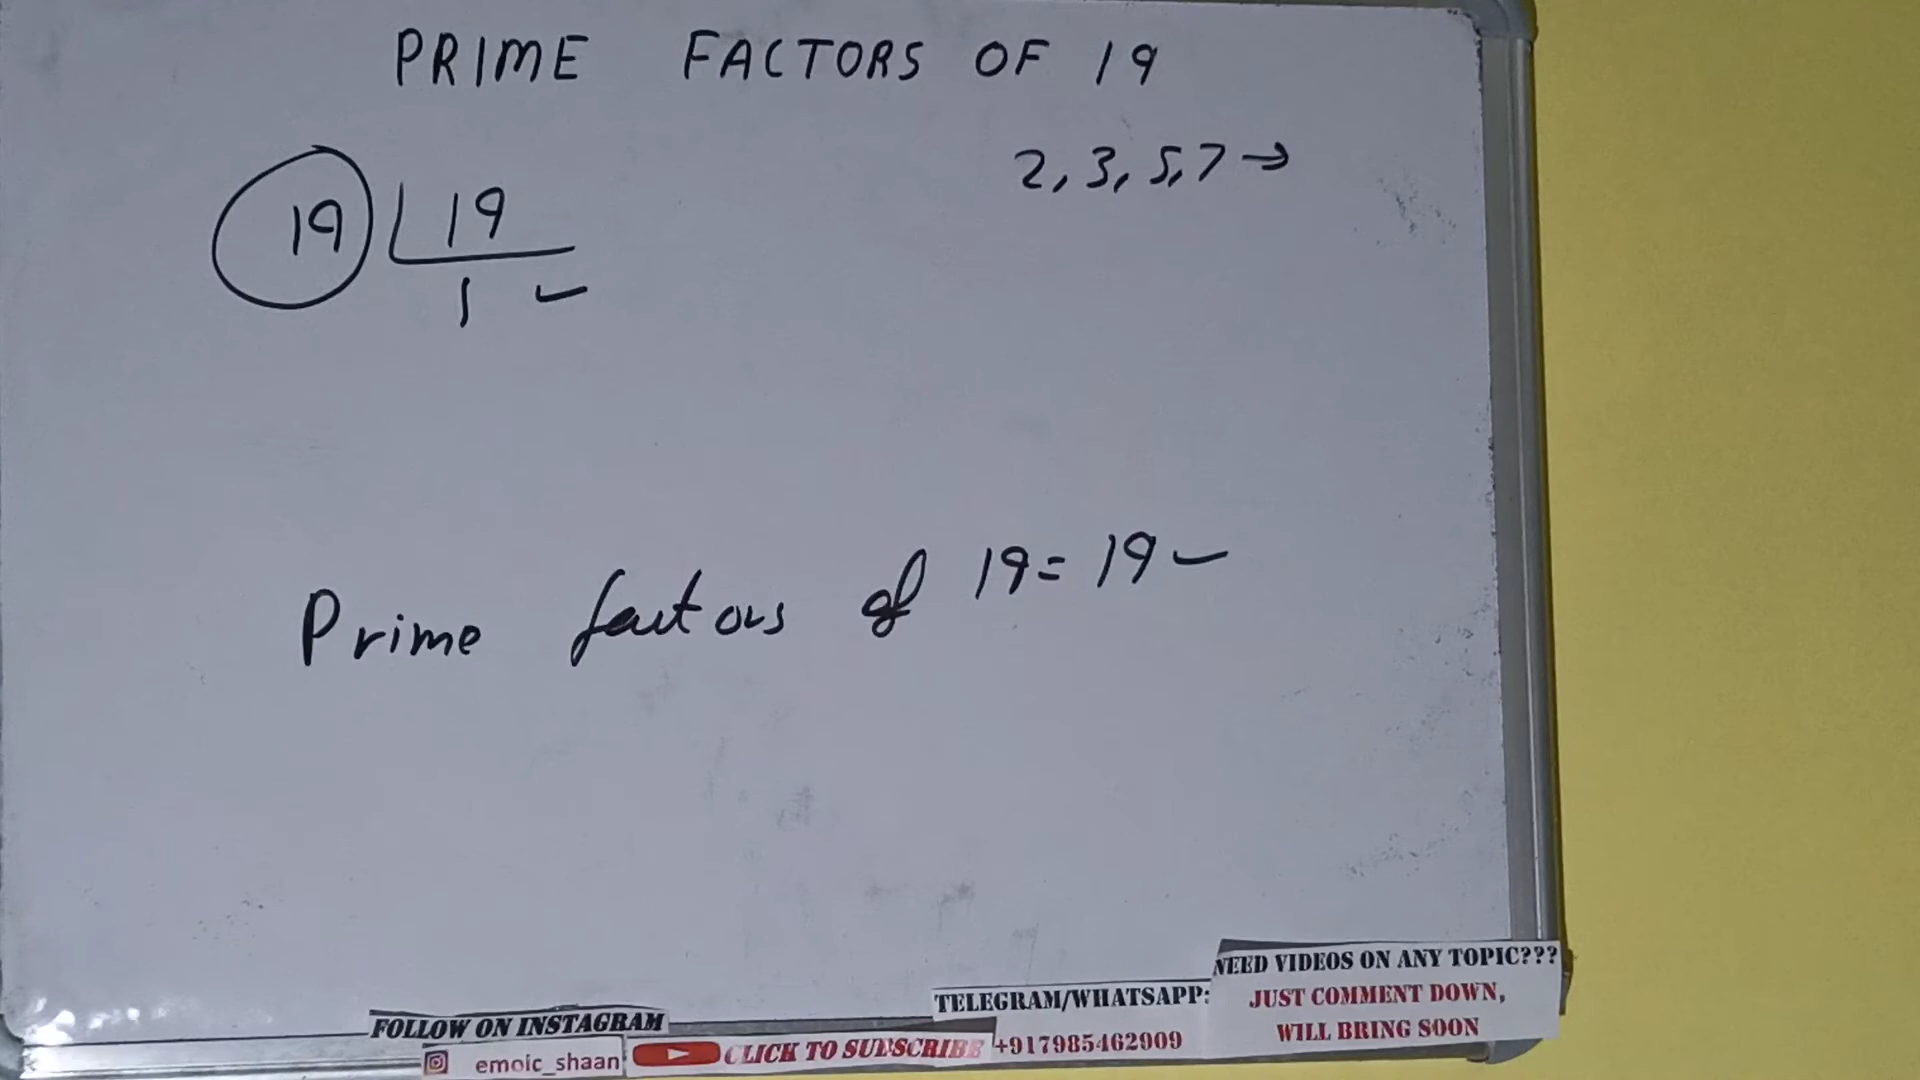 PRIME FACTORS OF 19
2, 3, 5, 7 →
19 | 19
1 ✓
Prime factors of 19 = 19 ✓
NEED VIDEOS ON ANY TOPIC???
JUST COMMENT DOWN,
WILL BRING SOON
TELEGRAM/WHATSAPP:
+917985462909
FOLLOW ON INSTAGRAM
emoic_shaan
CLICK TO SUBSCRIBE